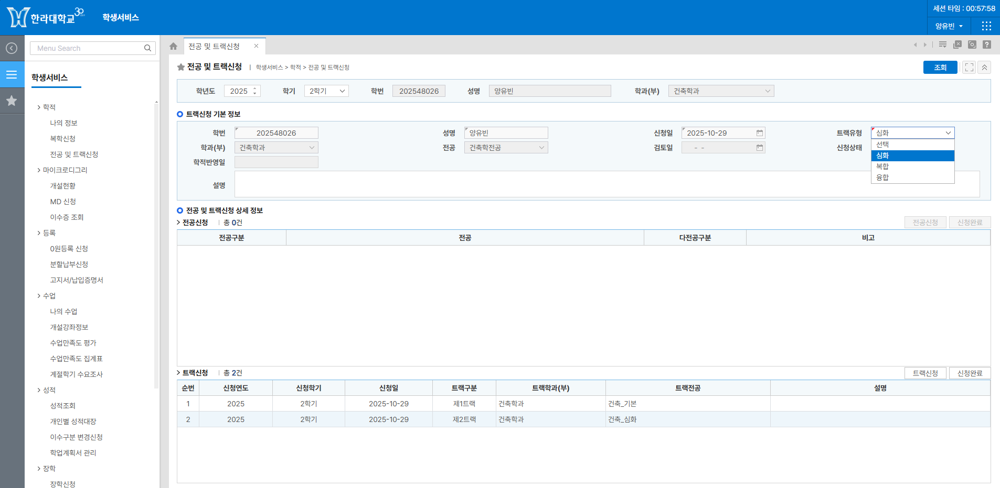 한라대학교 30 학생서비스
세션 타임 : 00:57:58
양유빈
Menu Search
전공 및 트랙신청
학생서비스
학적
나의 정보
복학신청
전공 및 트랙신청
마이크로디그리
개설현황
MD 신청
이수증 조회
등록
0원등록 신청
분할납부신청
고지서/납입증명서
수업
나의 수업
개설강좌정보
수업만족도 평가
수업만족도 집계표
계절학기 수요조사
성적
성적조회
개인별 성적대장
이수구분 변경신청
학업계획서 관리
장학
장학신청
전공 및 트랙신청 | 학생서비스 > 학적 > 전공 및 트랙신청
조회
학년도 2025 학기 2학기 학번 202548026 성명 양유빈 학과(부) 건축학과
트랙신청 기본 정보
학번 202548026 성명 양유빈 신청일 2025-10-29 트랙유형 심화
학과(부) 건축학과 전공 건축학전공 검토일 - - 신청상태
선택
심화
복합
융합
학적반영일
설명
전공 및 트랙신청 상세 정보
전공신청 | 총 0건 전공신청 신청완료
전공구분 전공 다전공구분 비고
트랙신청 | 총 2건 트랙신청 신청완료
순번 신청연도 신청학기 신청일 트랙구분 트랙학과(부) 트랙전공 설명
1 2025 2학기 2025-10-29 제1트랙 건축학과 건축_기본
2 2025 2학기 2025-10-29 제2트랙 건축학과 건축_심화